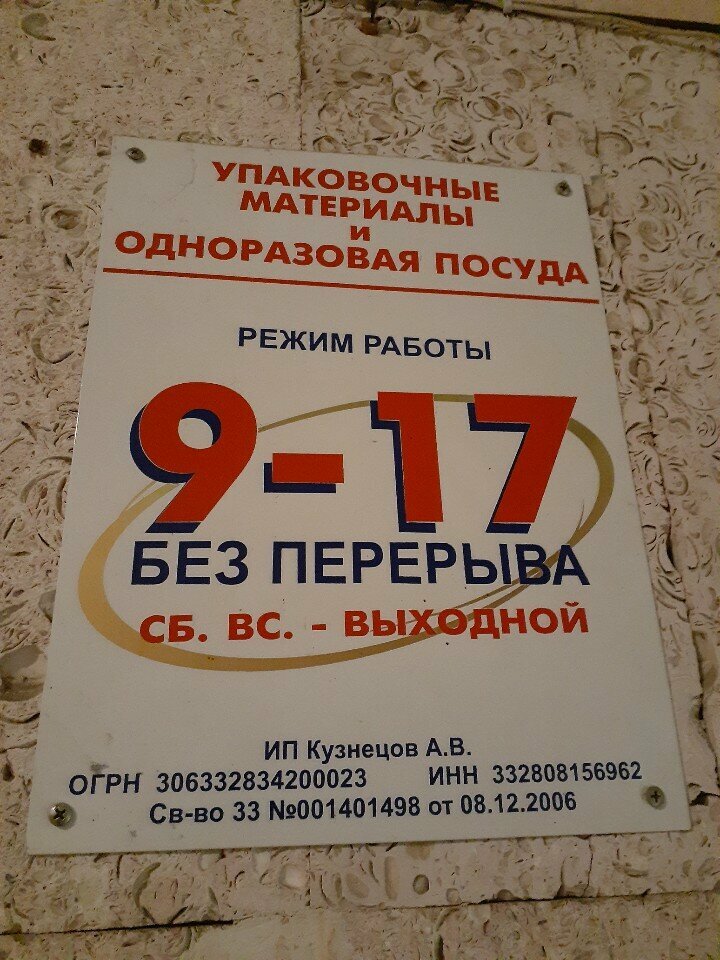 УПАКОВОЧНЫЕ
МАТЕРИАЛЫ
и
ОДНОРАЗОВАЯ ПОСУДА
РЕЖИМ РАБОТЫ
9-17
БЕЗ ПЕРЕРЫВА
СБ. ВС. - ВЫХОДНОЙ
ИП Кузнецов А.В.
ОГРН 306332834200023 ИНН 332808156962
Св-во 33 №001401498 от 08.12.2006